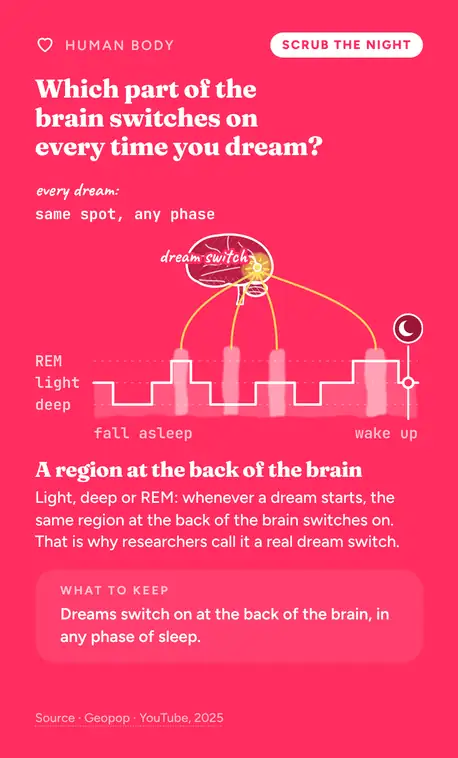 HUMAN BODY
SCRUB THE NIGHT
Which part of the
brain switches on
every time you dream?
every dream:
same spot, any phase
dream switch
REM
light
deep
fall asleep
wake up
A region at the back of the brain
Light, deep or REM: whenever a dream starts, the
same region at the back of the brain switches on.
That is why researchers call it a real dream switch.
WHAT TO KEEP
Dreams switch on at the back of the brain, in
any phase of sleep.
Source · Geopop · YouTube, 2025